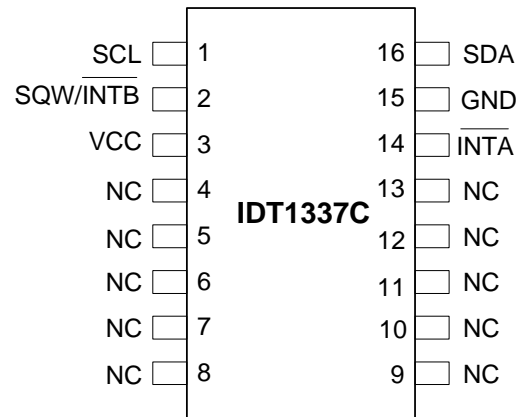 SCL 1 16 SDA
SQW/INTB 2 15 GND
VCC 3 14 INTA
NC 4 13 NC
IDT1337C
NC 5 12 NC
NC 6 11 NC
NC 7 10 NC
NC 8 9 NC